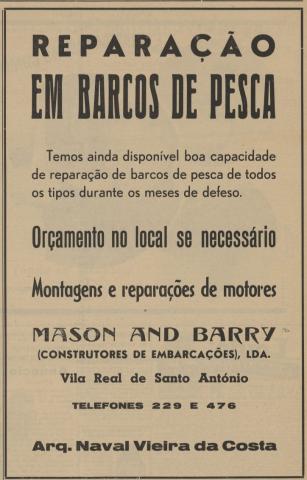 REPARAÇÃO
EM BARCOS DE PESCA
Temos ainda disponível boa capacidade
de reparação de barcos de pesca de todos
os tipos durante os meses de defeso.
Orçamento no local se necessário
Montagens e reparações de motores
MASON AND BARRY
(CONSTRUTORES DE EMBARCAÇÕES), LDA.
Vila Real de Santo António
TELEFONES 229 E 476
Arq. Naval Vieira da Costa